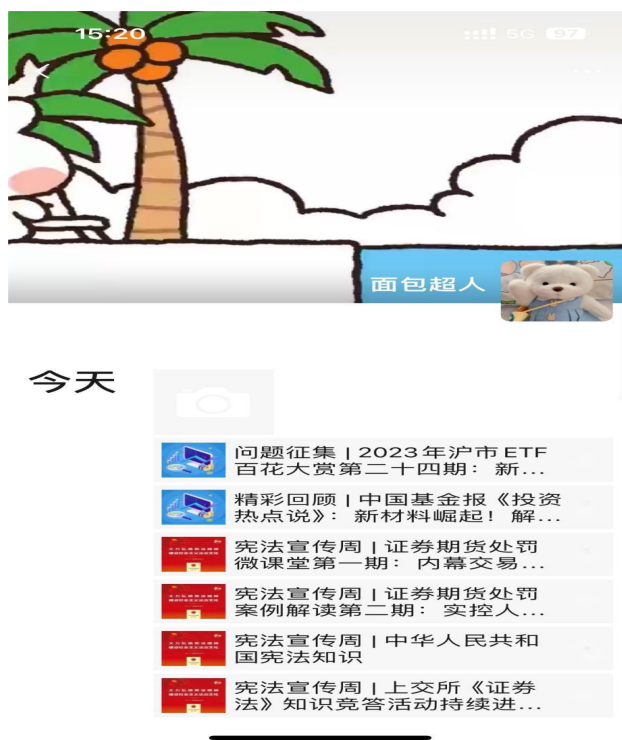 15:20
5G 97
面包超人
今天
问题征集 | 2023年沪市ETF
百花大赏第二十四期：新...
精彩回顾 | 中国基金报《投资
热点说》：新材料崛起！解...
宪法宣传周 | 证券期货处罚
微课堂第一期：内幕交易...
宪法宣传周 | 证券期货处罚
案例解读第二期：实控人...
宪法宣传周 | 中华人民共和
国宪法知识
宪法宣传周 | 上交所《证券
法》知识竞答活动持续进...